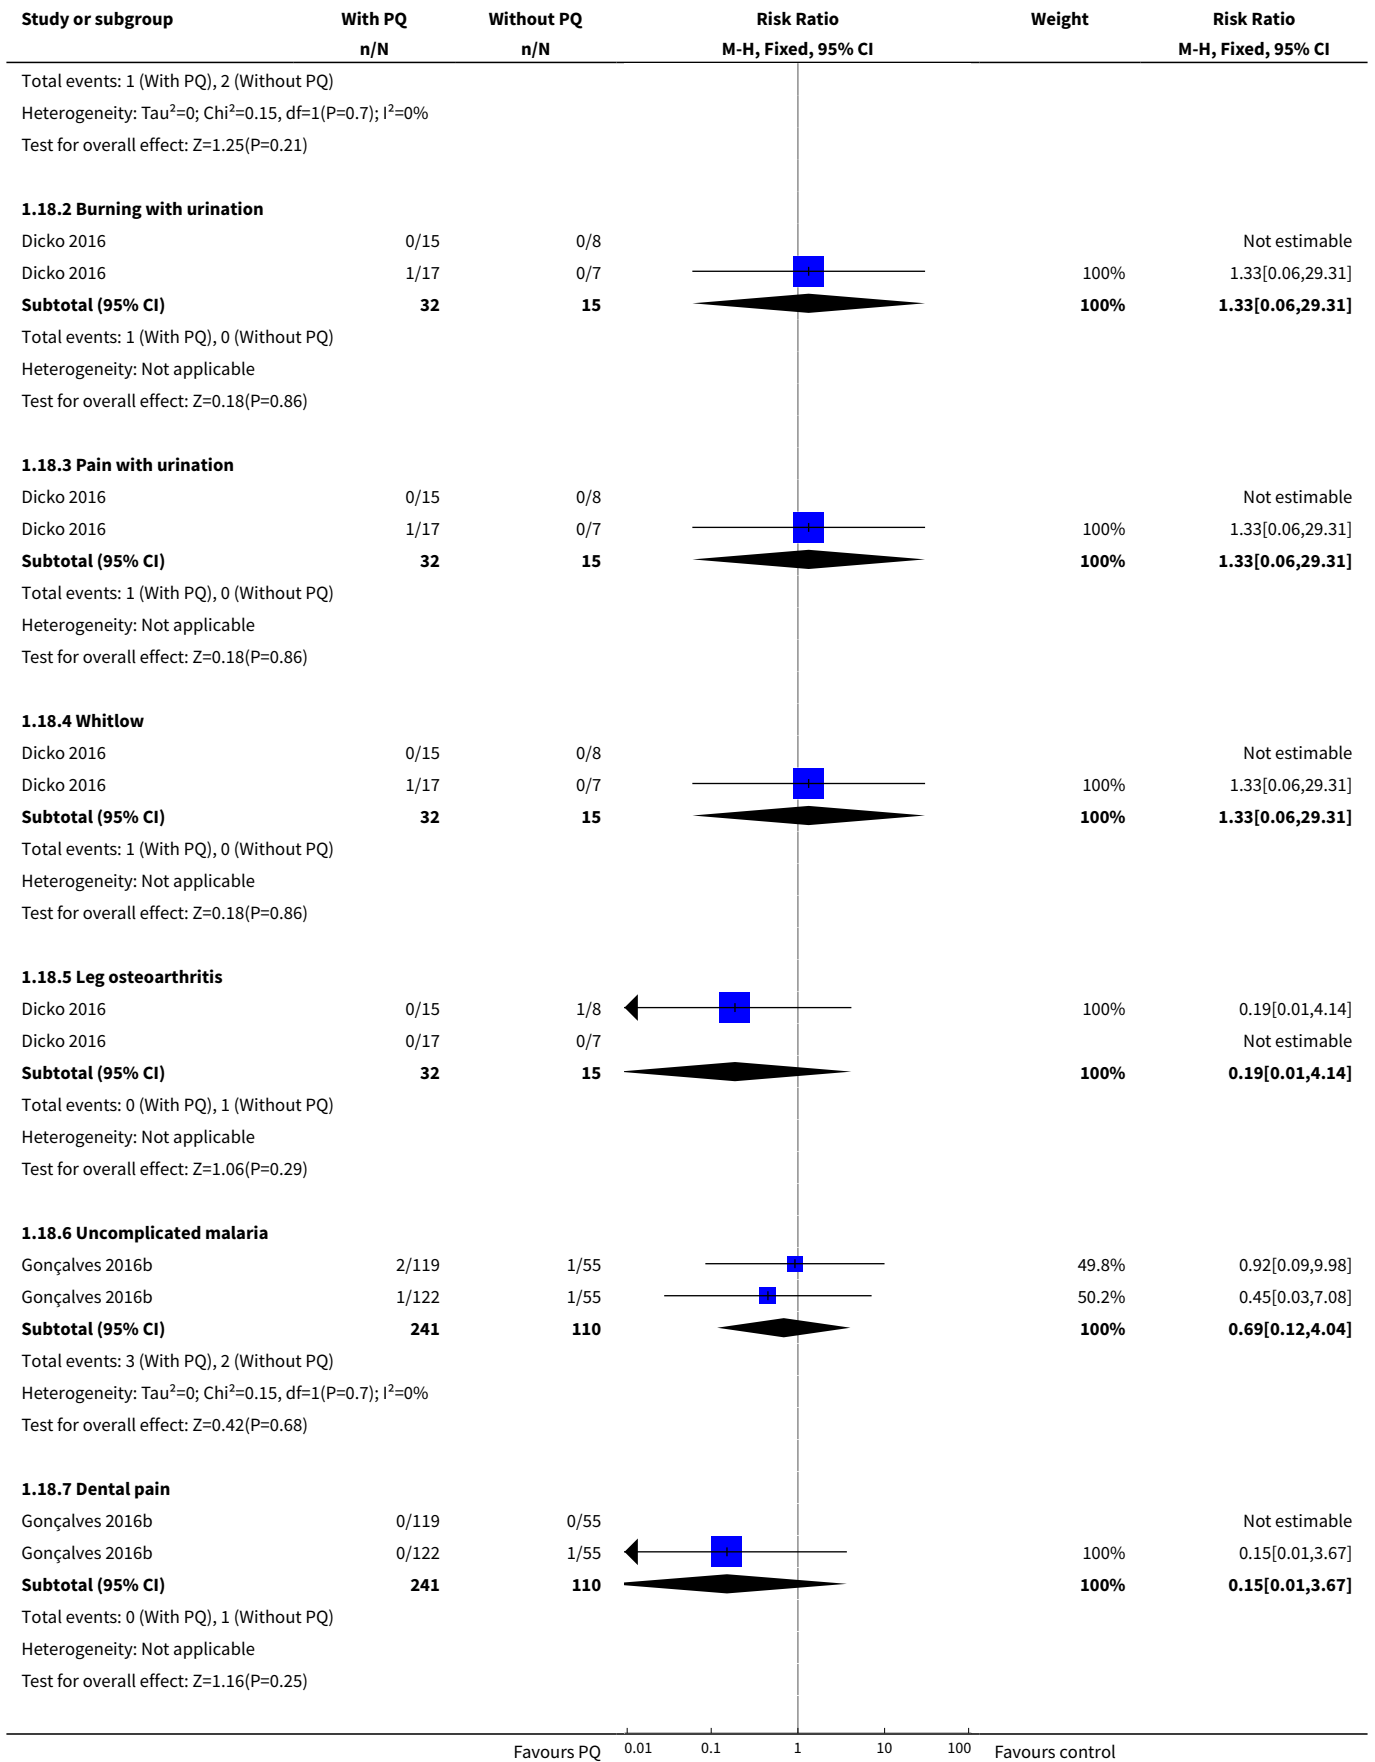 Study or subgroup With PQ Without PQ Risk Ratio Weight Risk Ratio
n/N n/N M-H, Fixed, 95% CI M-H, Fixed, 95% CI
Total events: 1 (With PQ), 2 (Without PQ)
Heterogeneity: Tau²=0; Chi²=0.15, df=1(P=0.7); I²=0%
Test for overall effect: Z=1.25(P=0.21)
1.18.2 Burning with urination
Dicko 2016 0/15 0/8 Not estimable
Dicko 2016 1/17 0/7 100% 1.33[0.06,29.31]
Subtotal (95% CI) 32 15 100% 1.33[0.06,29.31]
Total events: 1 (With PQ), 0 (Without PQ)
Heterogeneity: Not applicable
Test for overall effect: Z=0.18(P=0.86)
1.18.3 Pain with urination
Dicko 2016 0/15 0/8 Not estimable
Dicko 2016 1/17 0/7 100% 1.33[0.06,29.31]
Subtotal (95% CI) 32 15 100% 1.33[0.06,29.31]
Total events: 1 (With PQ), 0 (Without PQ)
Heterogeneity: Not applicable
Test for overall effect: Z=0.18(P=0.86)
1.18.4 Whitlow
Dicko 2016 0/15 0/8 Not estimable
Dicko 2016 1/17 0/7 100% 1.33[0.06,29.31]
Subtotal (95% CI) 32 15 100% 1.33[0.06,29.31]
Total events: 1 (With PQ), 0 (Without PQ)
Heterogeneity: Not applicable
Test for overall effect: Z=0.18(P=0.86)
1.18.5 Leg osteoarthritis
Dicko 2016 0/15 1/8 100% 0.19[0.01,4.14]
Dicko 2016 0/17 0/7 Not estimable
Subtotal (95% CI) 32 15 100% 0.19[0.01,4.14]
Total events: 0 (With PQ), 1 (Without PQ)
Heterogeneity: Not applicable
Test for overall effect: Z=1.06(P=0.29)
1.18.6 Uncomplicated malaria
Gonçalves 2016b 2/119 1/55 49.8% 0.92[0.09,9.98]
Gonçalves 2016b 1/122 1/55 50.2% 0.45[0.03,7.08]
Subtotal (95% CI) 241 110 100% 0.69[0.12,4.04]
Total events: 3 (With PQ), 2 (Without PQ)
Heterogeneity: Tau²=0; Chi²=0.15, df=1(P=0.7); I²=0%
Test for overall effect: Z=0.42(P=0.68)
1.18.7 Dental pain
Gonçalves 2016b 0/119 0/55 Not estimable
Gonçalves 2016b 0/122 1/55 100% 0.15[0.01,3.67]
Subtotal (95% CI) 241 110 100% 0.15[0.01,3.67]
Total events: 0 (With PQ), 1 (Without PQ)
Heterogeneity: Not applicable
Test for overall effect: Z=1.16(P=0.25)
Favours PQ 0.01 0.1 1 10 100 Favours control